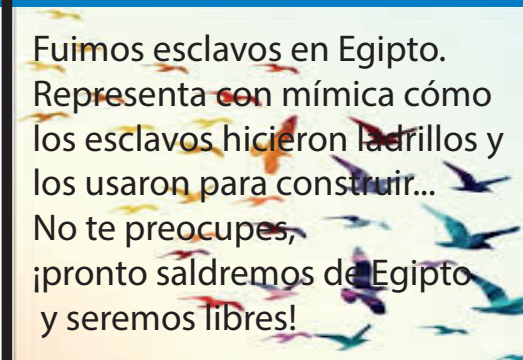 Fuimos esclavos en Egipto.
Representa con mímica cómo
los esclavos hicieron ladrillos y
los usaron para construir...
No te preocupes,
¡pronto saldremos de Egipto
y seremos libres!